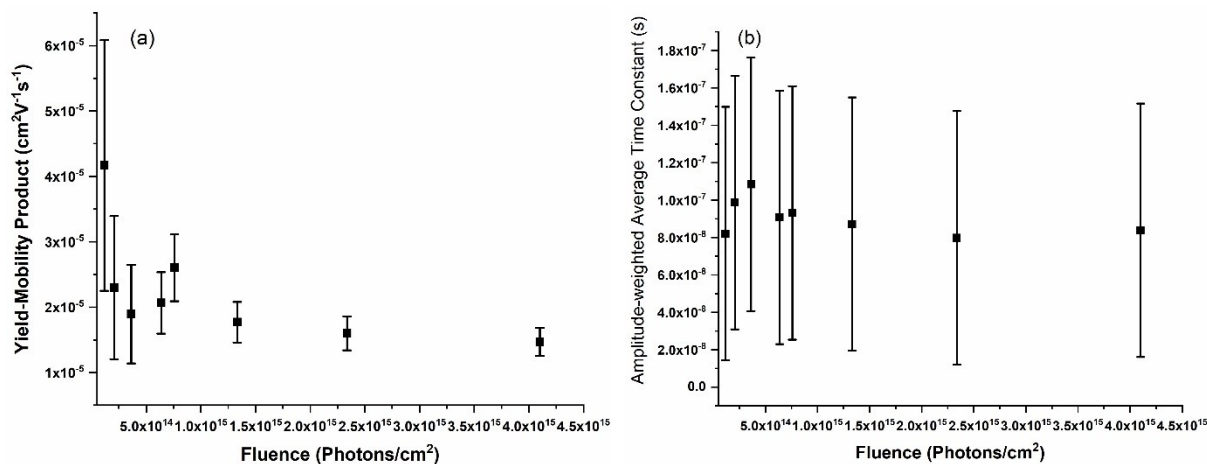 (a)
Yield-Mobility Product (cm²V⁻¹s⁻¹)
6x10⁻⁵
5x10⁻⁵
4x10⁻⁵
3x10⁻⁵
2x10⁻⁵
1x10⁻⁵
5.0x10¹⁴ 1.0x10¹⁵ 1.5x10¹⁵ 2.0x10¹⁵ 2.5x10¹⁵ 3.0x10¹⁵ 3.5x10¹⁵ 4.0x10¹⁵ 4.5x10¹⁵
Fluence (Photons/cm²)
(b)
Amplitude-weighted Average Time Constant (s)
1.8x10⁻⁷
1.6x10⁻⁷
1.4x10⁻⁷
1.2x10⁻⁷
1.0x10⁻⁷
8.0x10⁻⁸
6.0x10⁻⁸
4.0x10⁻⁸
2.0x10⁻⁸
0.0
5.0x10¹⁴ 1.0x10¹⁵ 1.5x10¹⁵ 2.0x10¹⁵ 2.5x10¹⁵ 3.0x10¹⁵ 3.5x10¹⁵ 4.0x10¹⁵ 4.5x10¹⁵
Fluence (Photons/cm²)